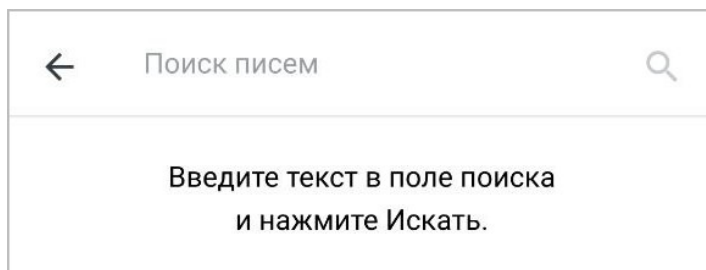 Поиск писем
Введите текст в поле поиска
и нажмите Искать.